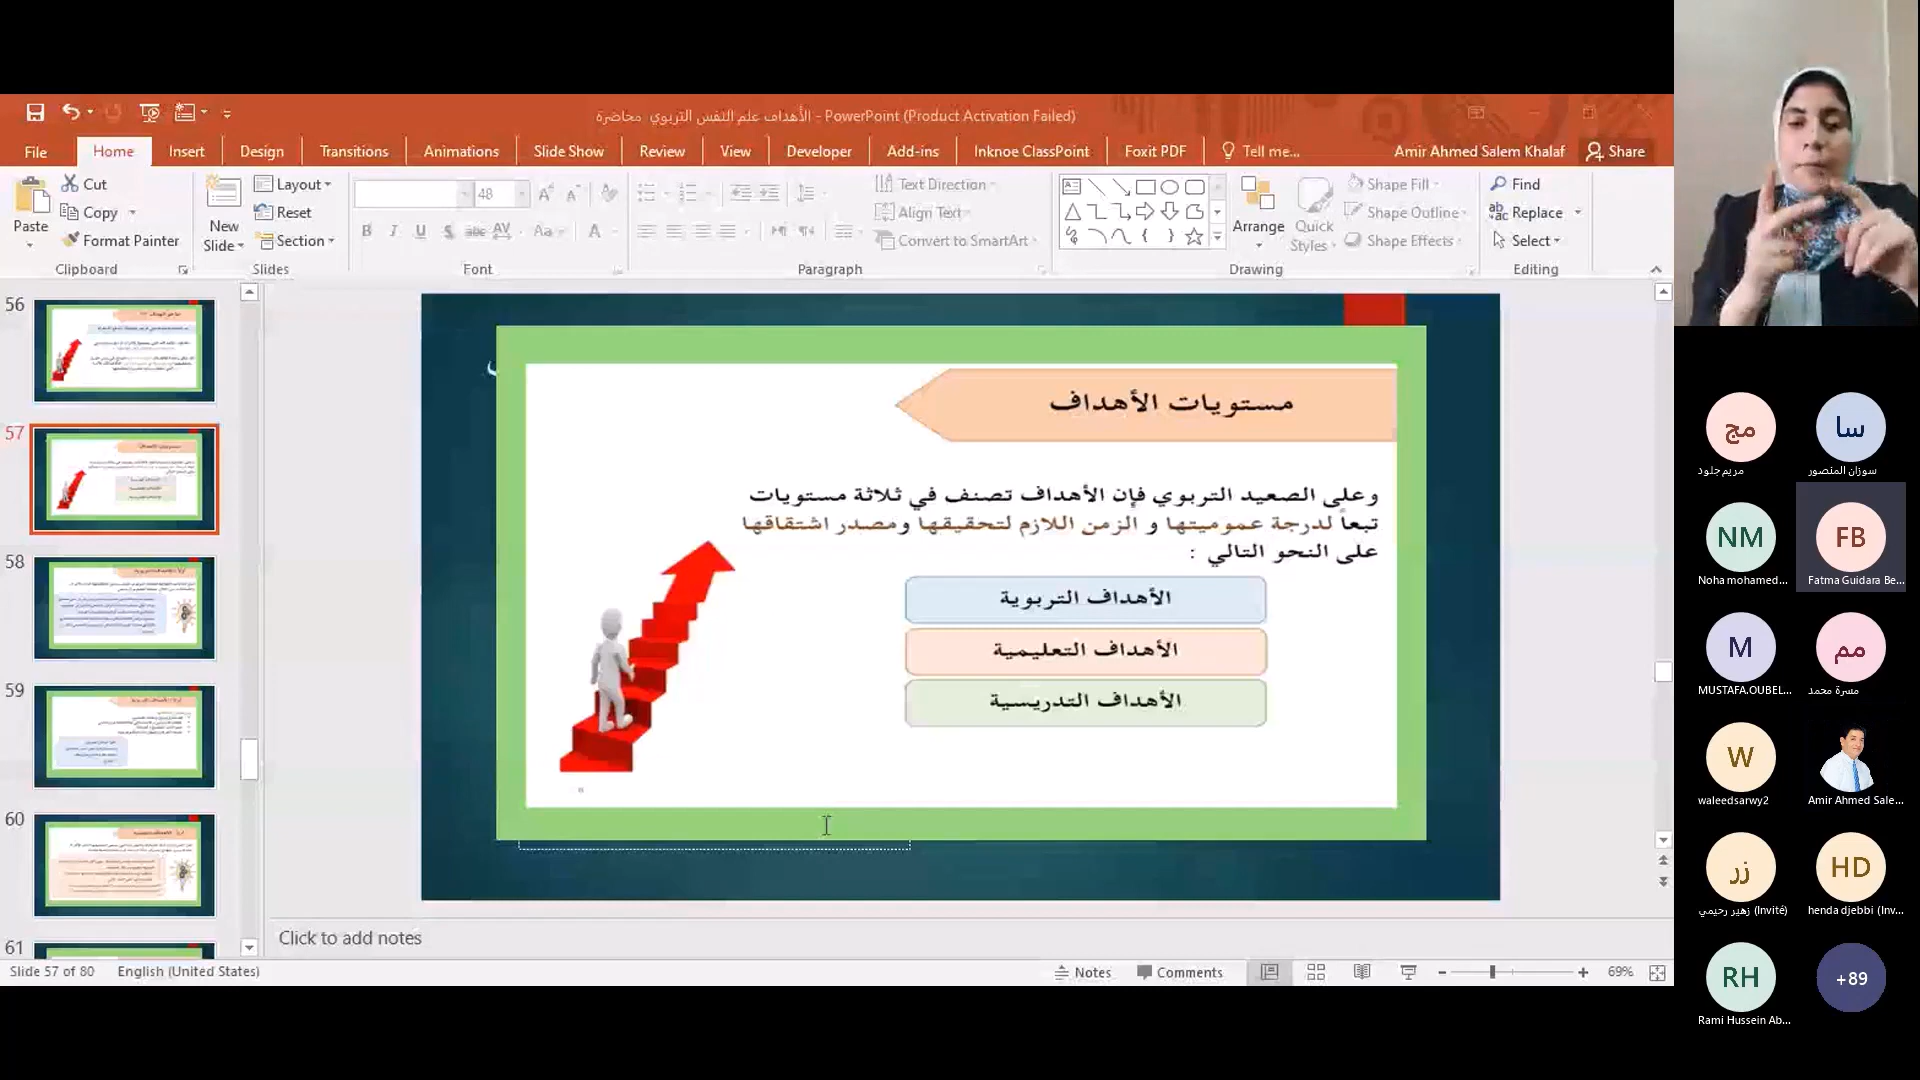 الأهداف علم النفس التربوي محاضرة - PowerPoint (Product Activation Failed)
File
Home
Insert
Design
Transitions
Animations
Slide Show
Review
View
Developer
Add-ins
Inknoe ClassPoint
Foxit PDF
Tell me...
Amir Ahmed Salem Khalaf
Share
Paste
Cut
Copy
Format Painter
Clipboard
New Slide
Layout
Reset
Section
Slides
48
Font
Text Direction
Align Text
Convert to SmartArt
Paragraph
Arrange
Quick Styles
Shape Fill
Shape Outline
Shape Effects
Drawing
Find
Replace
Select
Editing
56
57
58
59
60
61
مستويات الأهداف
وعلى الصعيد التربوي فإن الأهداف تصنف في ثلاثة مستويات
تبعاً لدرجة عموميتها و الزمن اللازم لتحقيقها ومصدر اشتقاقها
على النحو التالي :
الأهداف التربوية
الأهداف التعليمية
الأهداف التدريسية
Click to add notes
Slide 57 of 80
English (United States)
Notes
Comments
69%
مج
مريم جلود
سا
سوزان المنصور
NM
Noha mohamed...
FB
Fatma Guidara Be...
M
MUSTAFA.OUBEL...
مم
مسرة محمد
W
waleedsarwy2
Amir Ahmed Sale...
زر
زهير رحيمي (Invité)
HD
henda djebbi (Inv...
RH
Rami Hussein Ab...
+89